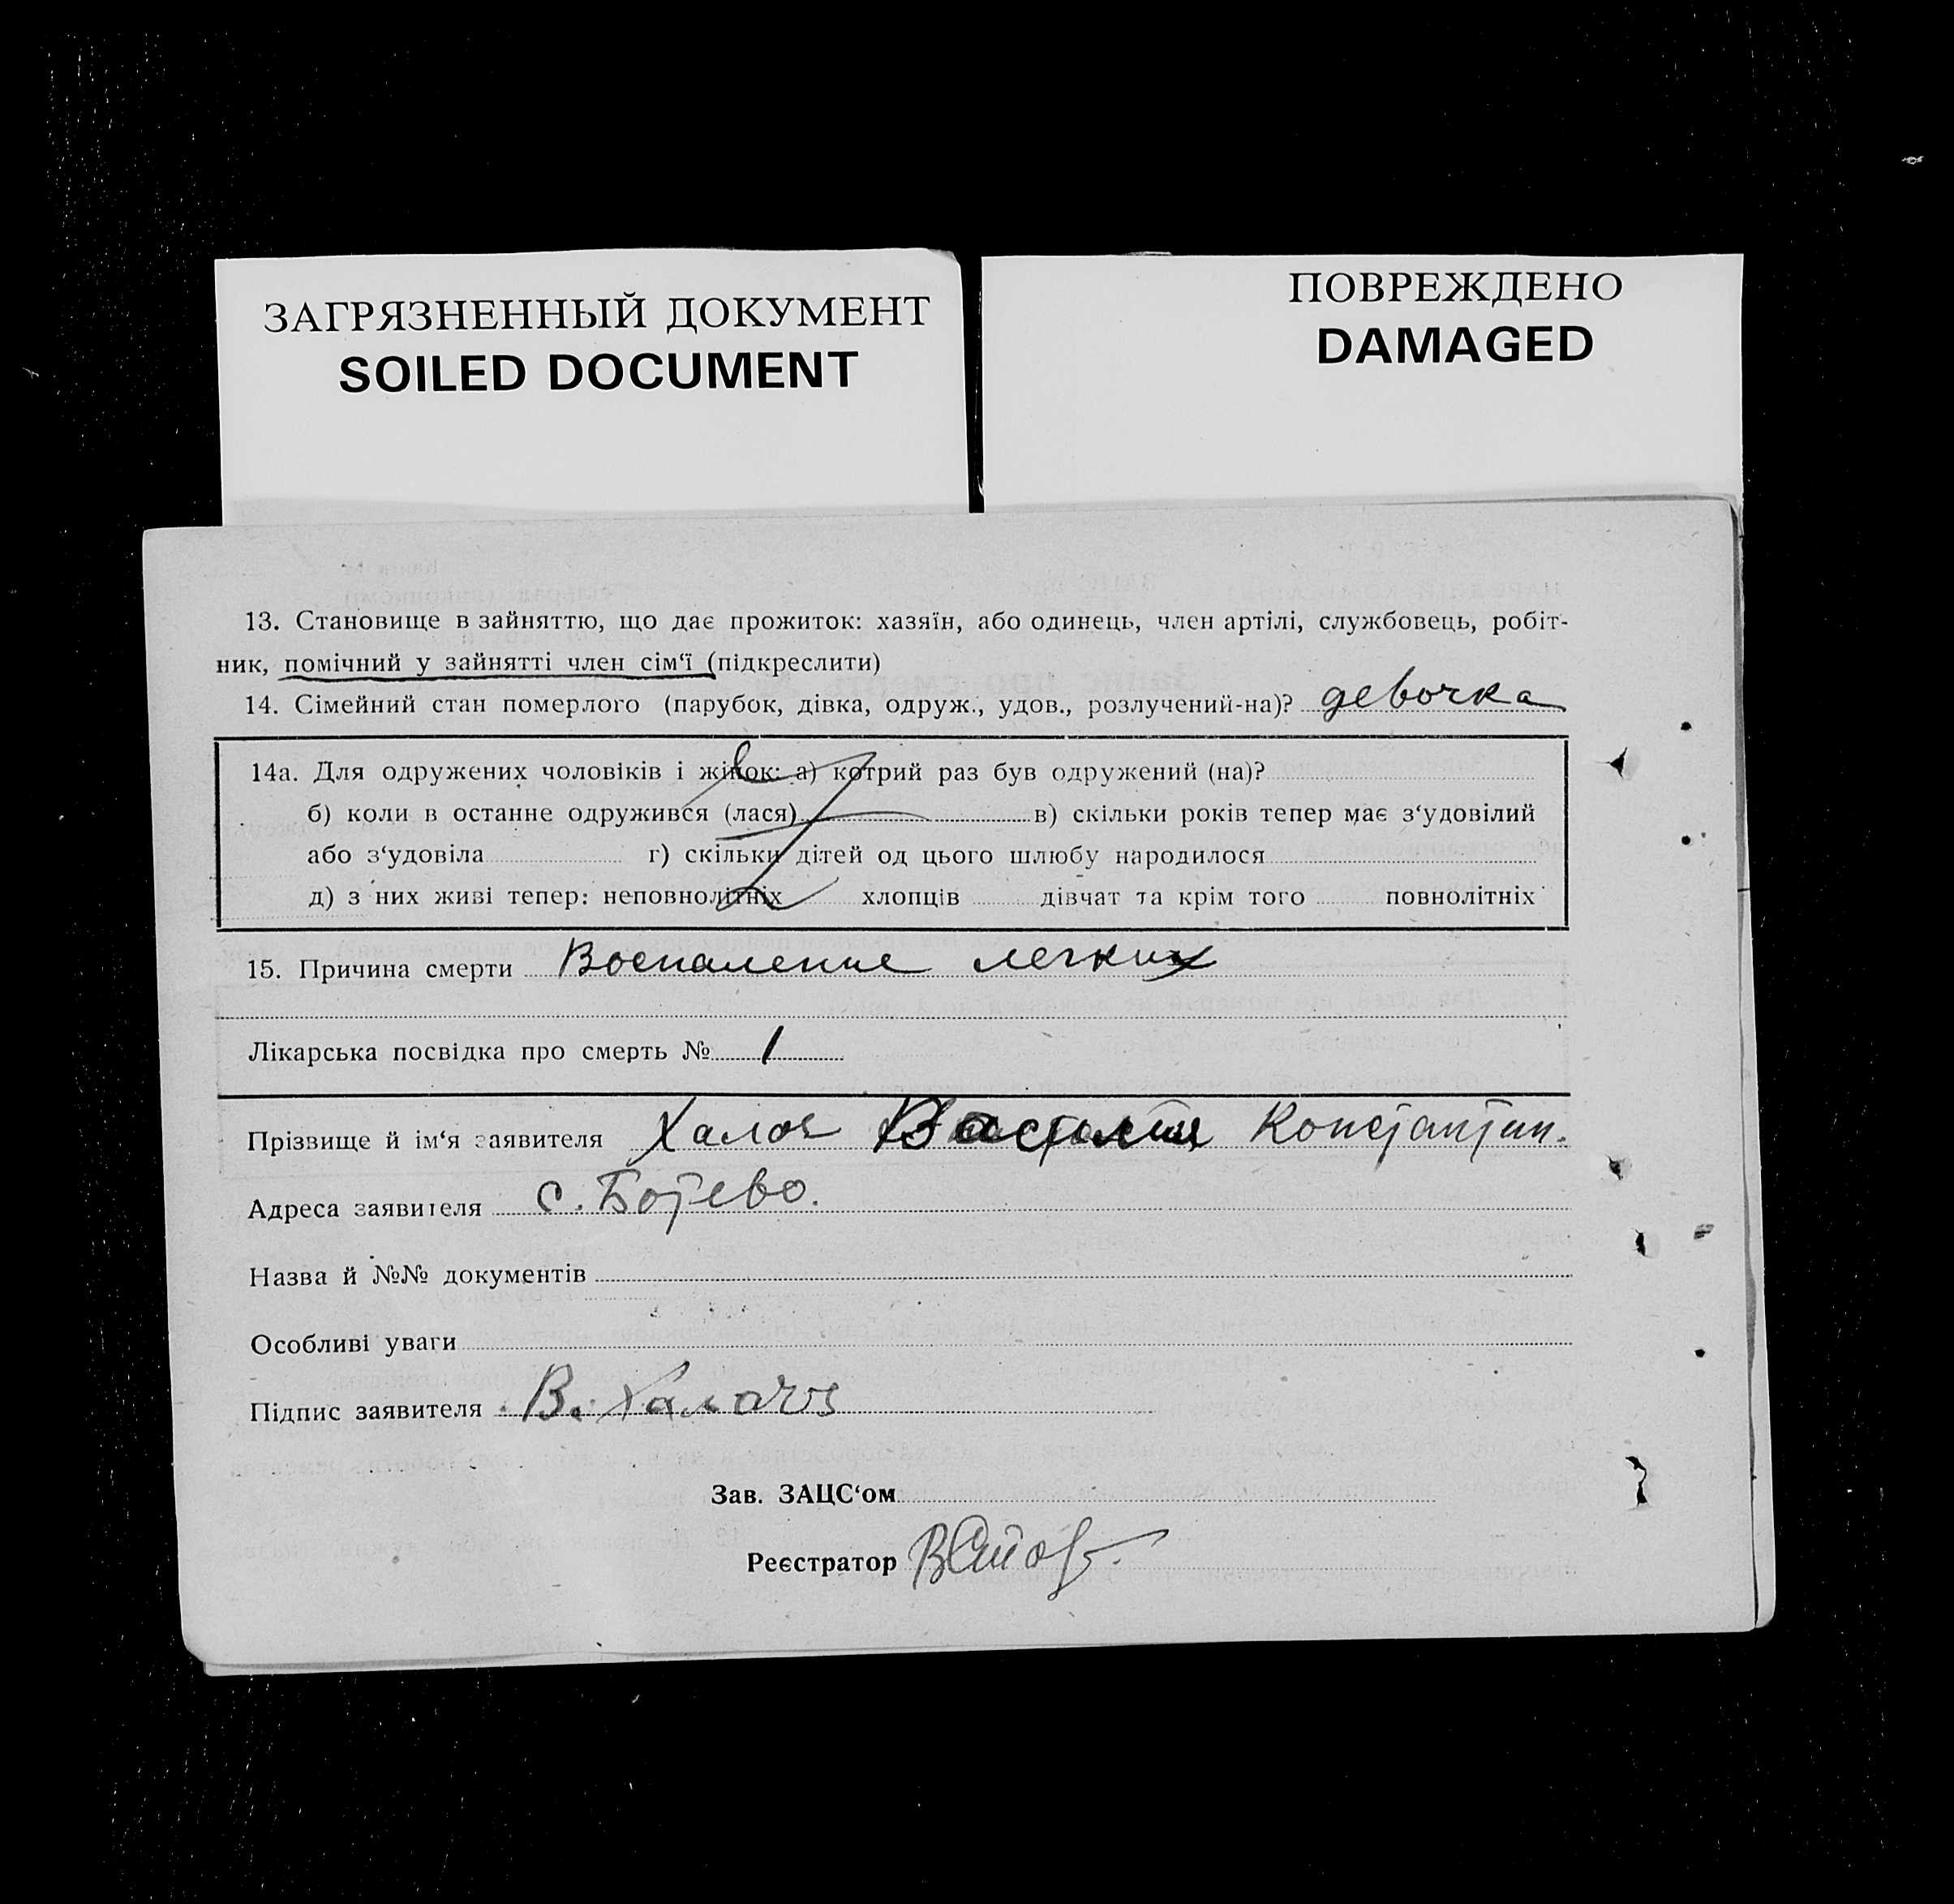 ЗАГРЯЗНЕННЫЙ ДОКУМЕНТ
SOILED DOCUMENT
ПОВРЕЖДЕНО
DAMAGED
13. Становище в зайняттю, що дає прожиток: хазяїн, або одинець, член артілі, службовець, робіт-
ник, помічний у зайнятті член сім‘ї (підкреслити)
14. Сімейний стан померлого (парубок, дівка, одруж., удов., розлучений-на)? девочка
14а. Для одружених чоловіків і жінок: а) котрий раз був одружений (на)?
б) коли в останне одружився (лася) в) скільки років тепер має з‘удовілий
або з‘удовіла г) скільки дітей од цього шлюбу народилося
д) з них живі тепер: неповнолітніх хлопців дівчат та крім того повнолітніх
15. Причина смерти Воспаление легких
Лікарська посвідка про смерть № 1
Прізвище й ім‘я заявителя Константин.
Адреса заявителя с. Ботево.
Назва й №№ документів
Особливі уваги
Підпис заявителя В.
Зав. ЗАЦС‘ом
Реєстратор